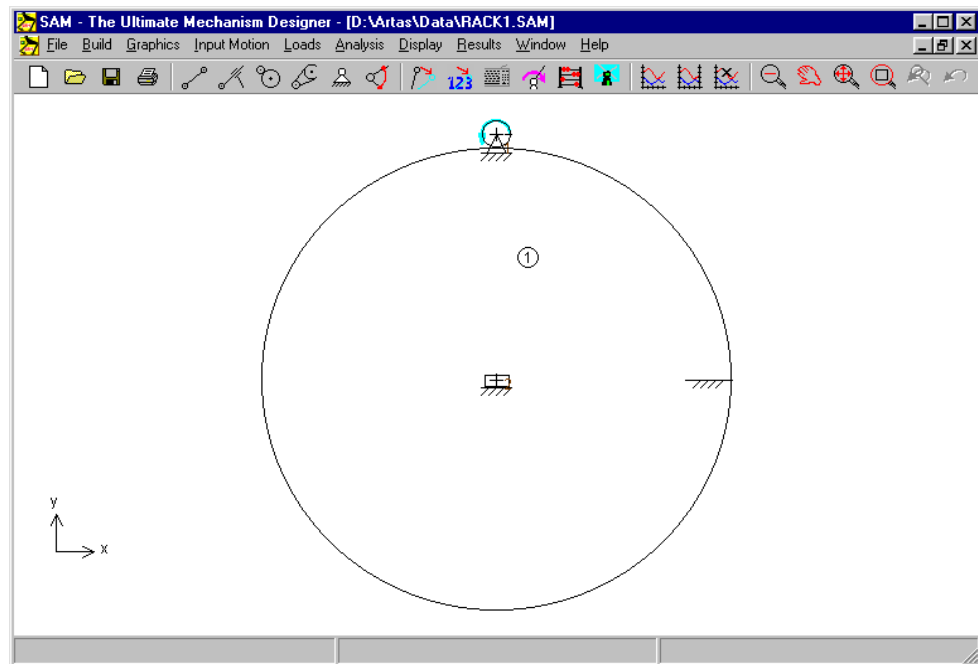 SAM - The Ultimate Mechanism Designer - [D:\Artas\Data\RACK1.SAM]
File Build Graphics Input Motion Loads Analysis Display Results Window Help
123
1
y
x